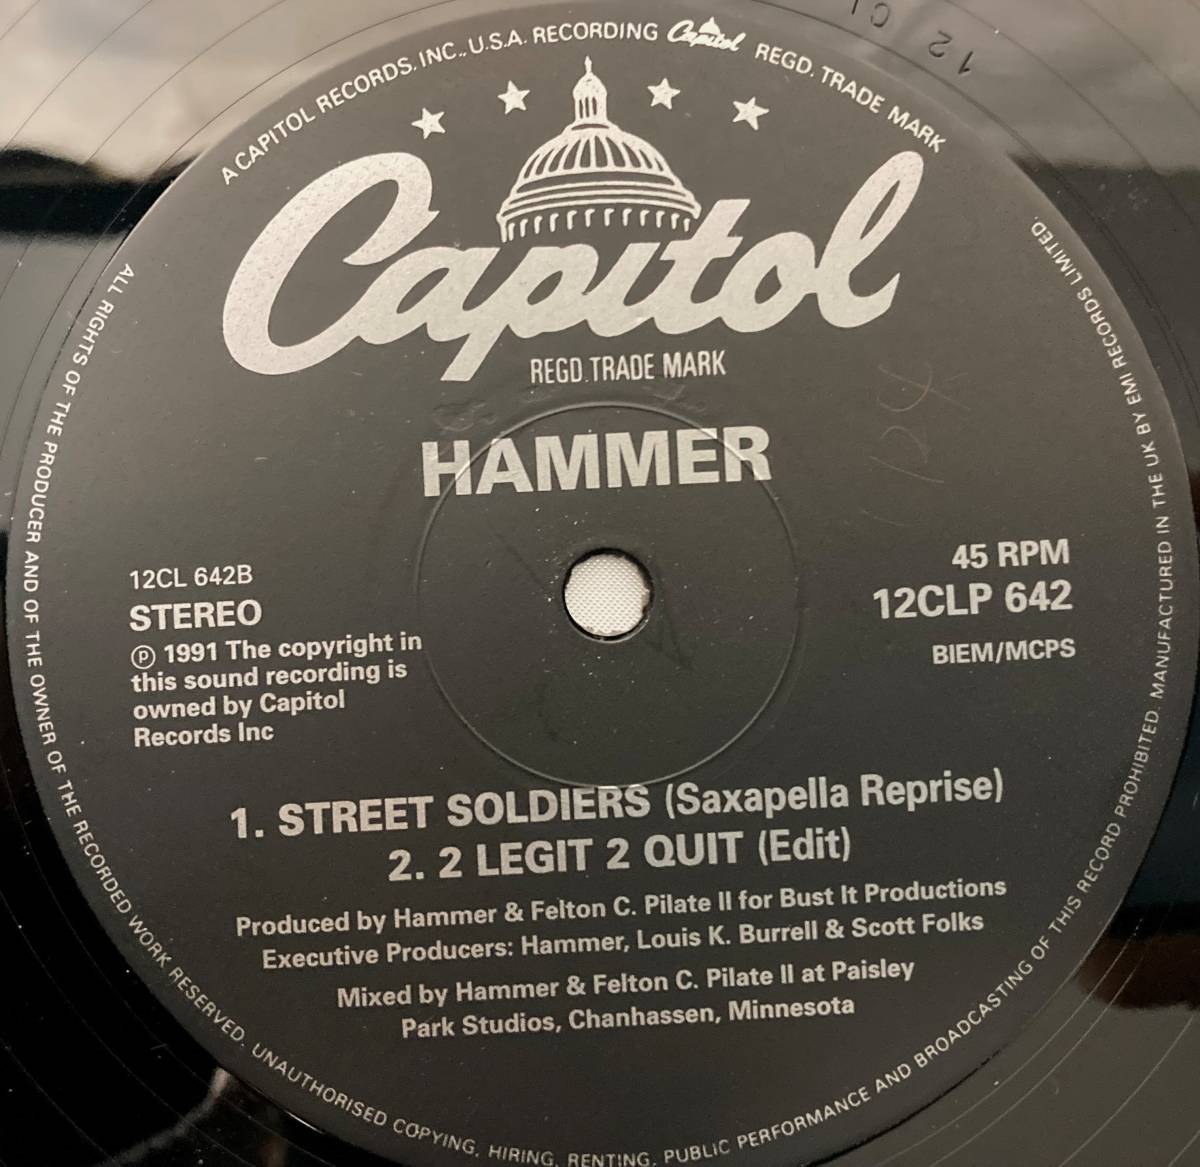 A CAPITOL RECORDS. INC., U.S.A. RECORDING Capitol REGD. TRADE MARK
Capitol
REGD. TRADE MARK
HAMMER
12CL 642B
STEREO
Ⓟ 1991 The copyright in
this sound recording is
owned by Capitol
Records Inc
45 RPM
12CLP 642
BIEM/MCPS
1. STREET SOLDIERS (Saxapella Reprise)
2. 2 LEGIT 2 QUIT (Edit)
Produced by Hammer & Felton C. Pilate II for Bust It Productions
Executive Producers: Hammer, Louis K. Burrell & Scott Folks
Mixed by Hammer & Felton C. Pilate II at Paisley
Park Studios, Chanhassen, Minnesota
ALL RIGHTS OF THE PRODUCER AND OF THE OWNER OF THE RECORDED WORK RESERVED. UNAUTHORISED COPYING, HIRING, RENTING, PUBLIC PERFORMANCE AND BROADCASTING OF THIS RECORD PROHIBITED. MANUFACTURED IN THE UK BY EMI RECORDS LIMITED.